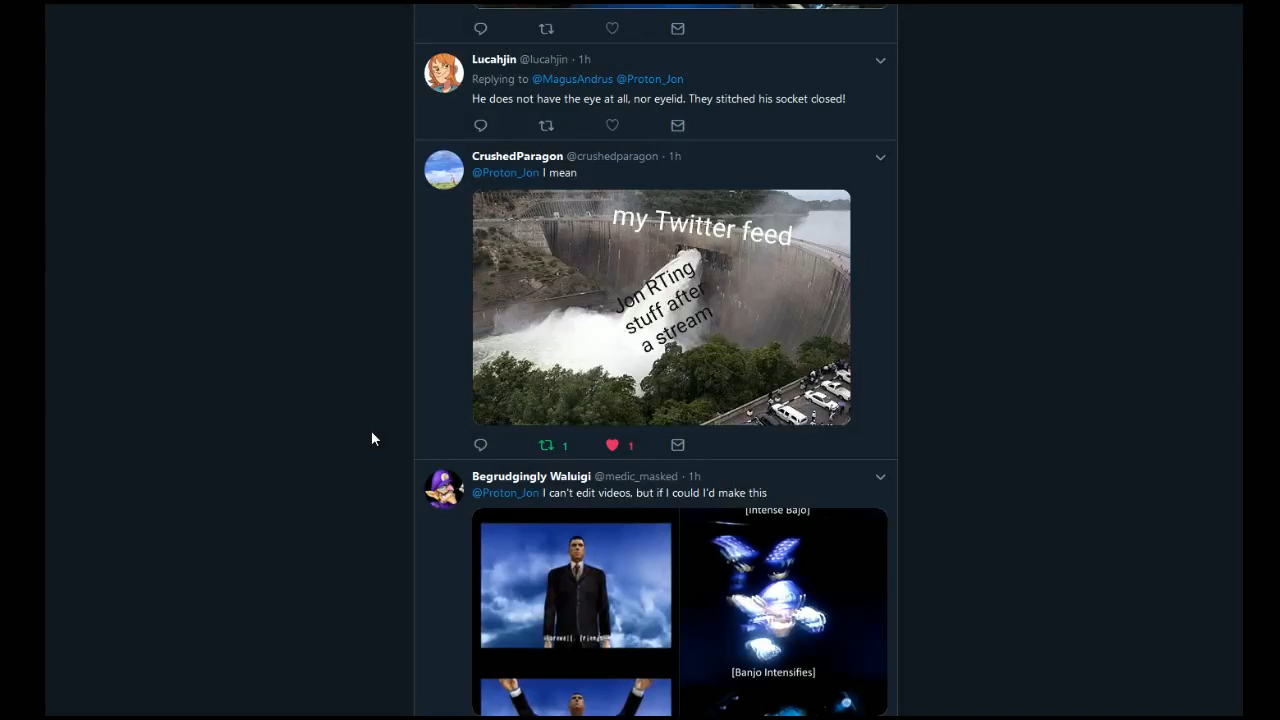 Lucahjin @lucahjin · 1h
Replying to @MagusAndrus @Proton_Jon
He does not have the eye at all, nor eyelid. They stitched his socket closed!
CrushedParagon @crushedparagon · 1h
@Proton_Jon I mean
my Twitter feed
Jon RTing
stuff after
a stream
1 1
Begrudgingly Waluigi @medic_masked · 1h
@Proton_Jon I can't edit videos, but if I could I'd make this
[Intense Bajo]
[Banjo Intensifies]